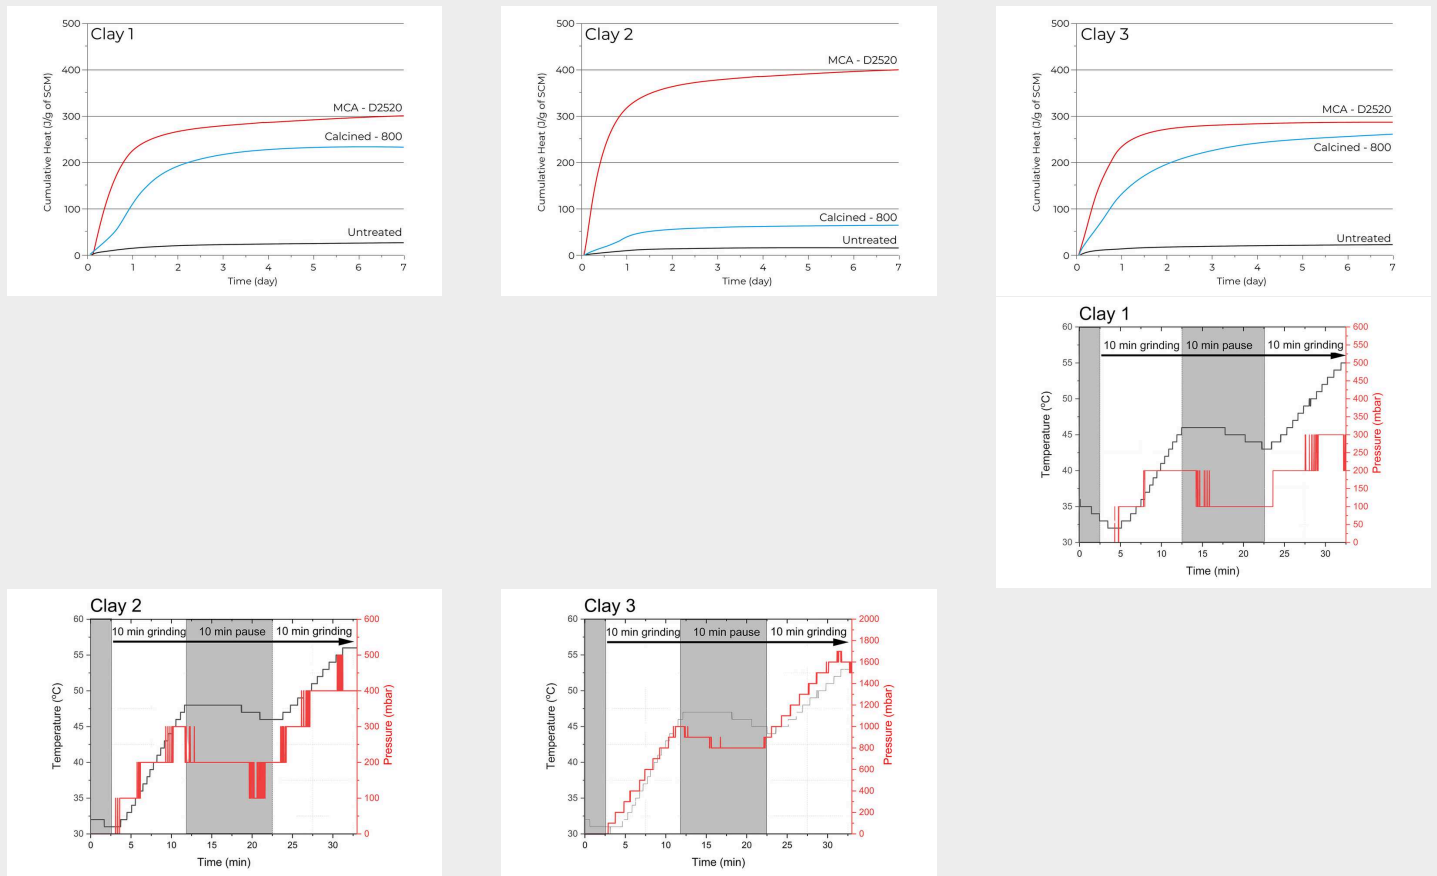 Clay 1
500
400
300
200
100
0
Cumulative Heat (J/g of SCM)
MCA - D2520
Calcined - 800
Untreated
0 1 2 3 4 5 6 7
Time (day)
Clay 2
500
400
300
200
100
0
Cumulative Heat (J/g of SCM)
MCA - D2520
Calcined - 800
Untreated
0 1 2 3 4 5 6 7
Time (day)
Clay 3
500
400
300
200
100
0
Cumulative Heat (J/g of SCM)
MCA - D2520
Calcined - 800
Untreated
0 1 2 3 4 5 6 7
Time (day)
Clay 1
10 min grinding 10 min pause 10 min grinding
60
55
50
45
40
35
30
Temperature (°C)
600
550
500
450
400
350
300
250
200
150
100
50
0
Pressure (mbar)
0 5 10 15 20 25 30
Time (min)
Clay 2
10 min grinding 10 min pause 10 min grinding
60
55
50
45
40
35
30
Temperature (°C)
600
500
400
300
200
100
0
Pressure (mbar)
0 5 10 15 20 25 30
Time (min)
Clay 3
10 min grinding 10 min pause 10 min grinding
60
55
50
45
40
35
30
Temperature (°C)
2000
1800
1600
1400
1200
1000
800
600
400
200
0
Pressure (mbar)
0 5 10 15 20 25 30
Time (min)